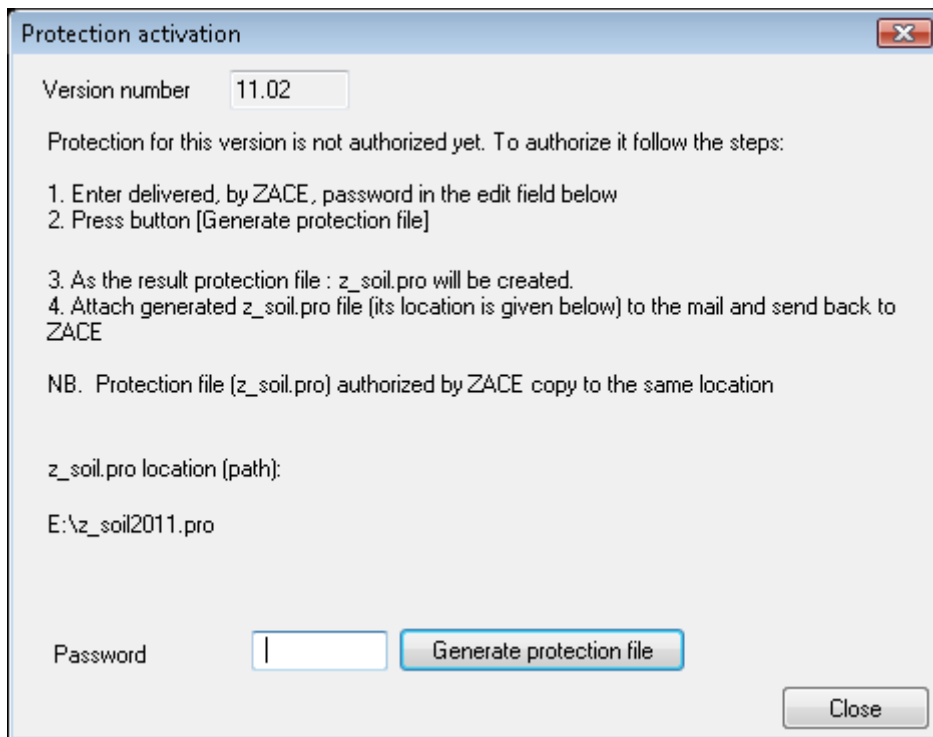 Protection activation
Version number 11.02
Protection for this version is not authorized yet. To authorize it follow the steps:
1. Enter delivered, by ZACE, password in the edit field below
2. Press button [Generate protection file]
3. As the result protection file : z_soil.pro will be created.
4. Attach generated z_soil.pro file (its location is given below) to the mail and send back to
ZACE
NB. Protection file (z_soil.pro) authorized by ZACE copy to the same location
z_soil.pro location (path):
E:\z_soil2011.pro
Password Generate protection file
Close